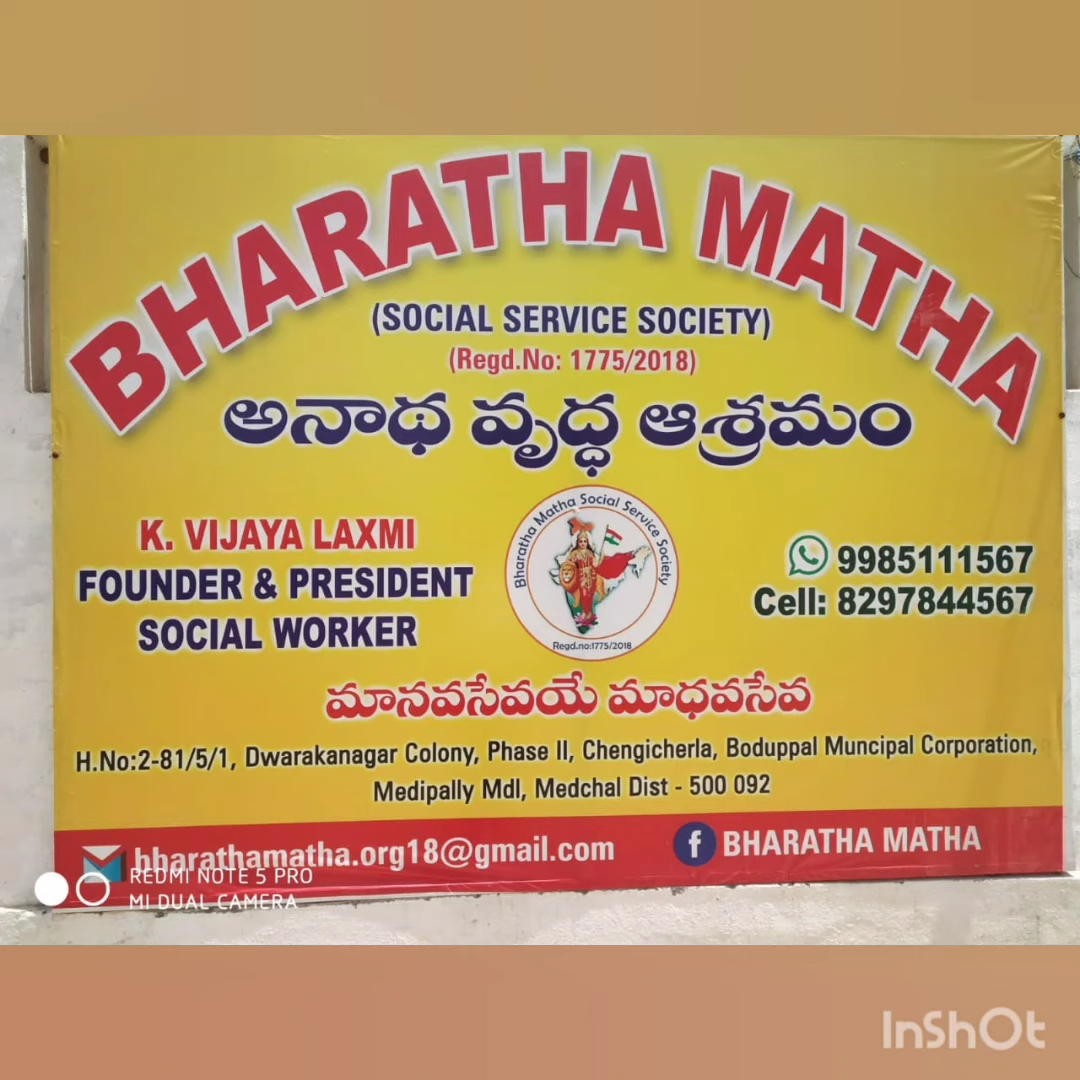 BHARATHA MATHA
(SOCIAL SERVICE SOCIETY)
(Regd.No: 1775/2018)
అనాథ వృద్ధ ఆశ్రమం
K. VIJAYA LAXMI
FOUNDER & PRESIDENT
SOCIAL WORKER
Bharatha Matha Social Service Society
Regd.no:1775/2018
9985111567
Cell: 8297844567
మానవసేవయే మాధవసేవ
H.No:2-81/5/1, Dwarakanagar Colony, Phase II, Chengicherla, Boduppal Muncipal Corporation,
Medipally Mdl, Medchal Dist - 500 092
bharathamatha.org18@gmail.com
f BHARATHA MATHA
REDMI NOTE 5 PRO
MI DUAL CAMERA
InShOt